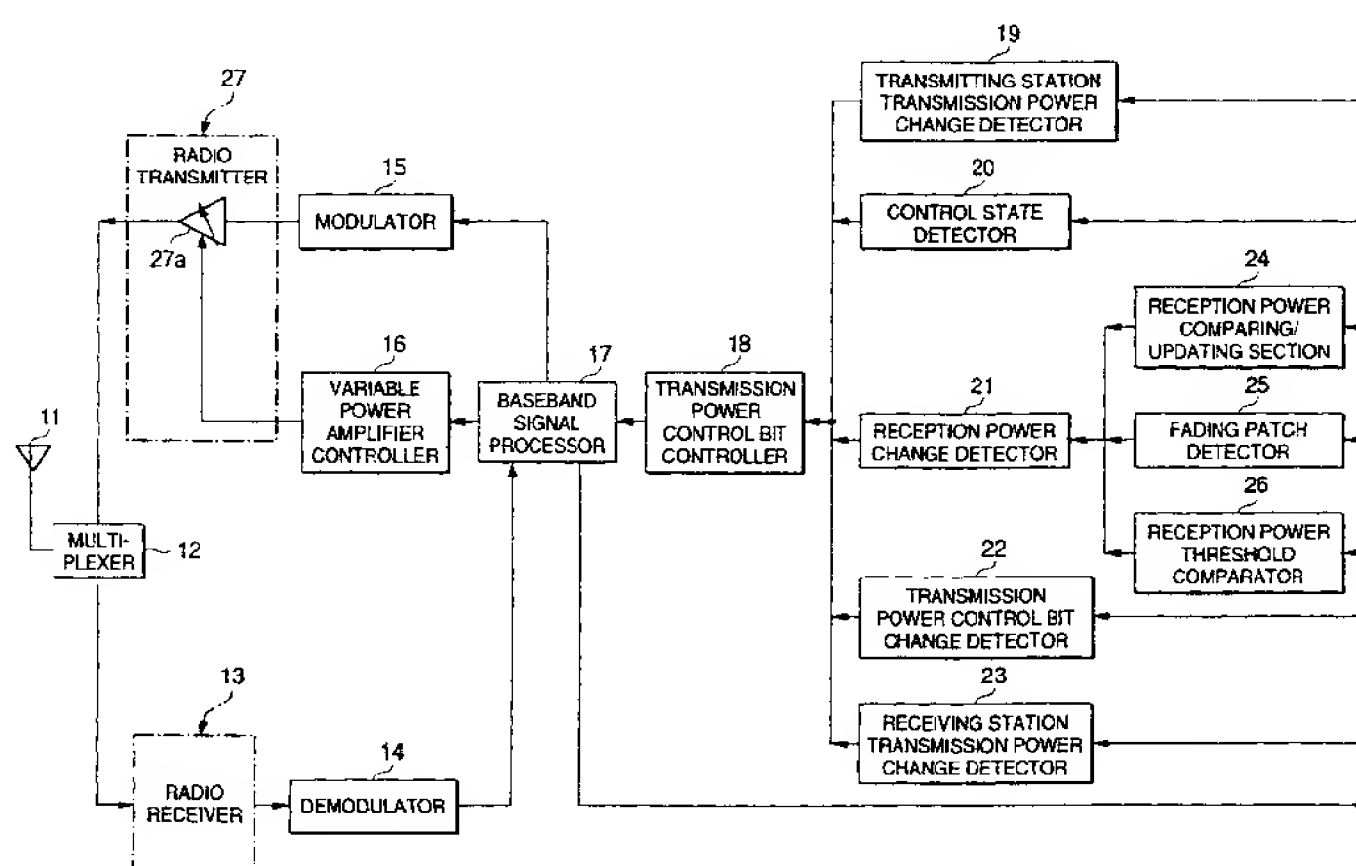 19
TRANSMITTING STATION
TRANSMISSION POWER
CHANGE DETECTOR
27
RADIO
TRANSMITTER
27a
15
MODULATOR
20
CONTROL STATE
DETECTOR
24
RECEPTION POWER
COMPARING/
UPDATING SECTION
16
VARIABLE
POWER
AMPLIFIER
CONTROLLER
17
BASEBAND
SIGNAL
PROCESSOR
18
TRANSMISSION
POWER
CONTROL BIT
CONTROLLER
21
RECEPTION POWER
CHANGE DETECTOR
25
FADING PATCH
DETECTOR
11
MULTI-
PLEXER
12
26
RECEPTION POWER
THRESHOLD
COMPARATOR
22
TRANSMISSION
POWER CONTROL BIT
CHANGE DETECTOR
13
RADIO
RECEIVER
14
DEMODULATOR
23
RECEIVING STATION
TRANSMISSION POWER
CHANGE DETECTOR